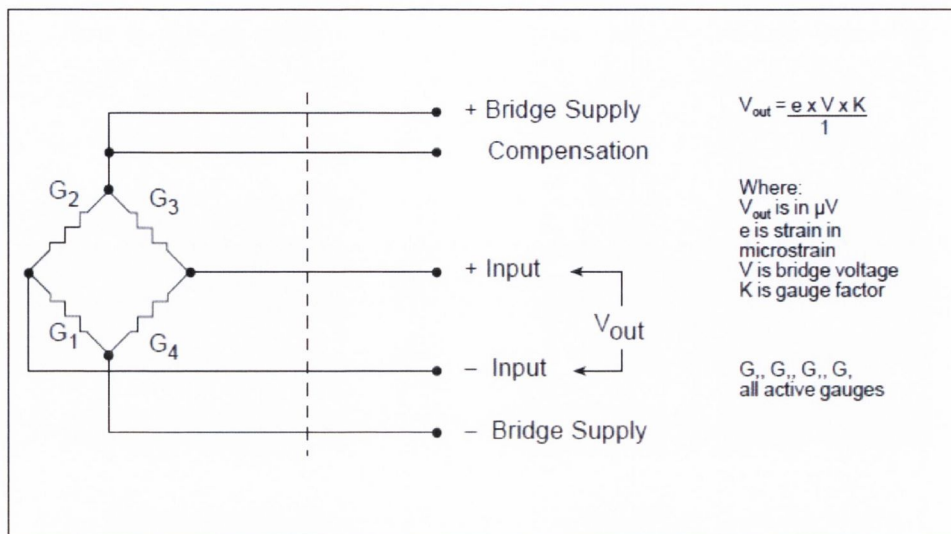 + Bridge Supply
Compensation
G2
G3
+ Input
Vout
G1
G4
– Input
– Bridge Supply
Vout = e x V x K
1
Where:
Vout is in µV
e is strain in
microstrain
V is bridge voltage
K is gauge factor
G,, G,, G,, G,
all active gauges